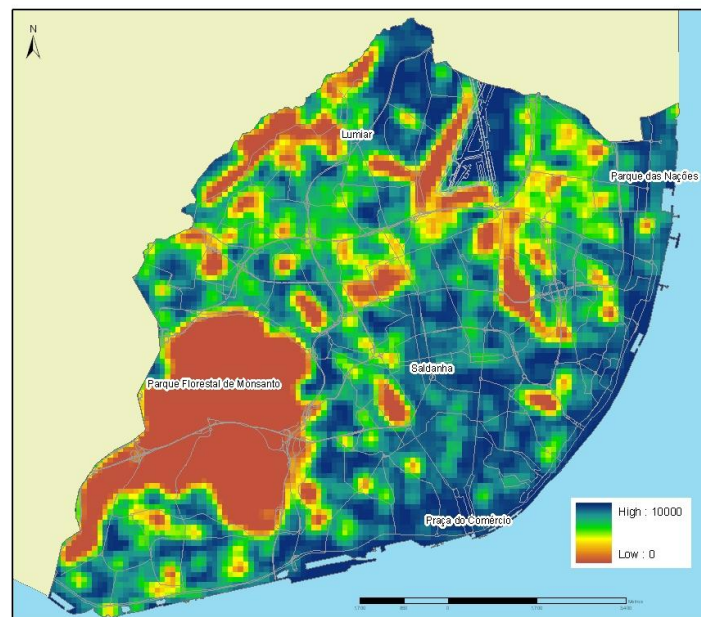 N
Lumiar
Parque das Nações
Parque Florestal de Monsanto
Saldanha
Praça do Comércio
High : 10000
Low : 0